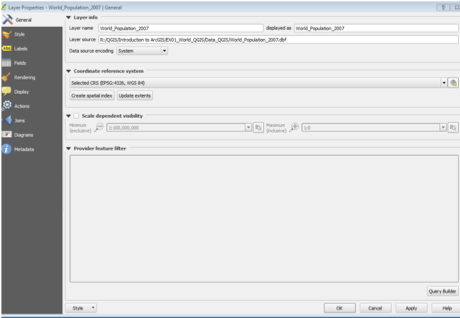 Layer Properties - World_Population_2007 | General
General
Style
Labels
Fields
Rendering
Display
Actions
Joins
Diagrams
Metadata
Layer info
Layer name World_Population_2007 displayed as World_Population_2007
Layer source R:/QGIS/Introduction to ArcGIS/EX01_World_QGIS/Data_QGIS/World_Population_2007.dbf
Data source encoding System
Coordinate reference system
Selected CRS (EPSG:4326, WGS 84)
Create spatial index Update extents
Scale dependent visibility
Minimum (inclusive) 1:100,000,000 Maximum (inclusive) 1:0
Provider feature filter
Query Builder
Style OK Cancel Apply Help